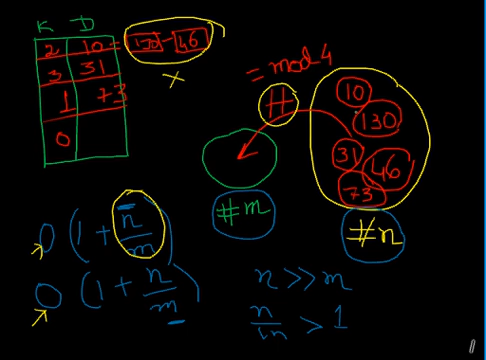 K D
2 10 = 130 - 46
3 31
1 73
0
x
= mod 4
H
10
130
31
46
73
#m
#n
O (1 + n/m)
O (1 + n/m)
n >> m
n/m > 1